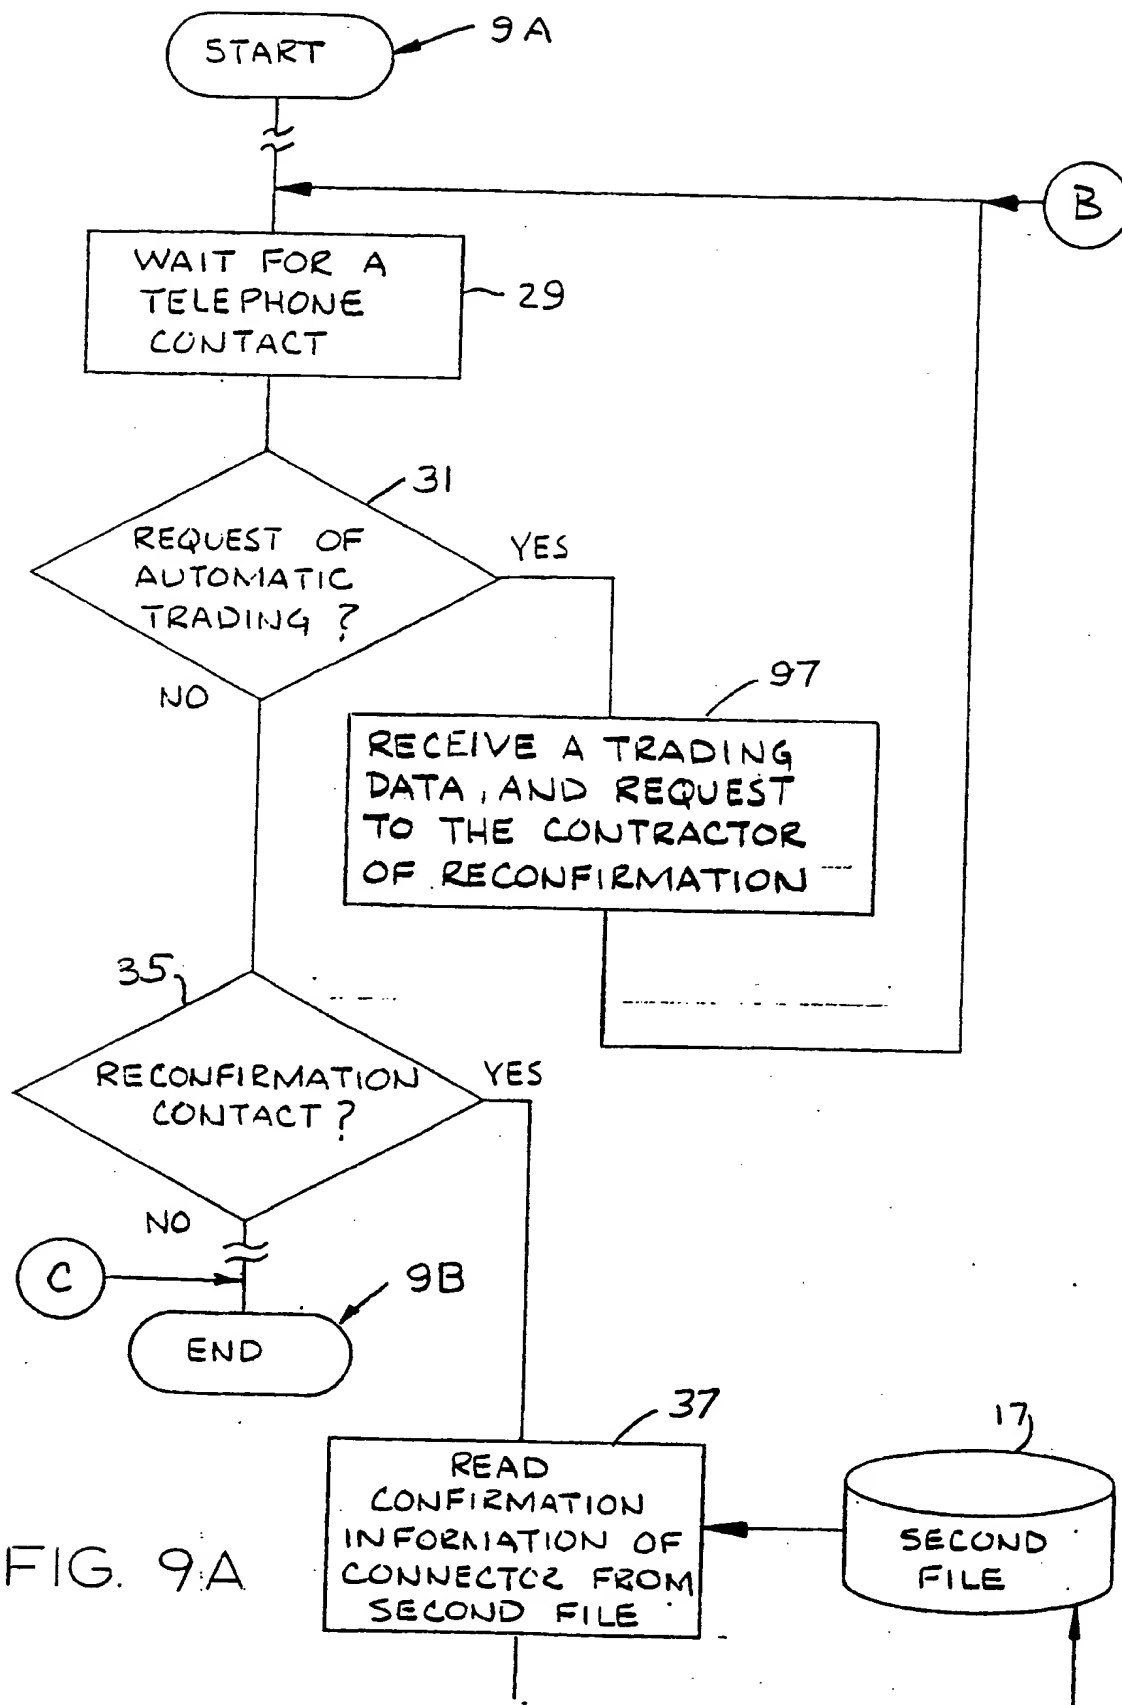 START
9A
B
WAIT FOR A
TELEPHONE
CONTACT
29
31
REQUEST OF
AUTOMATIC
TRADING ?
YES
NO
97
RECEIVE A TRADING
DATA, AND REQUEST
TO THE CONTRACTOR
OF RECONFIRMATION
35
RECONFIRMATION
CONTACT ?
YES
NO
C
9B
END
37
READ
CONFIRMATION
INFORMATION OF
CONNECTOR FROM
SECOND FILE
17
SECOND
FILE
FIG. 9A